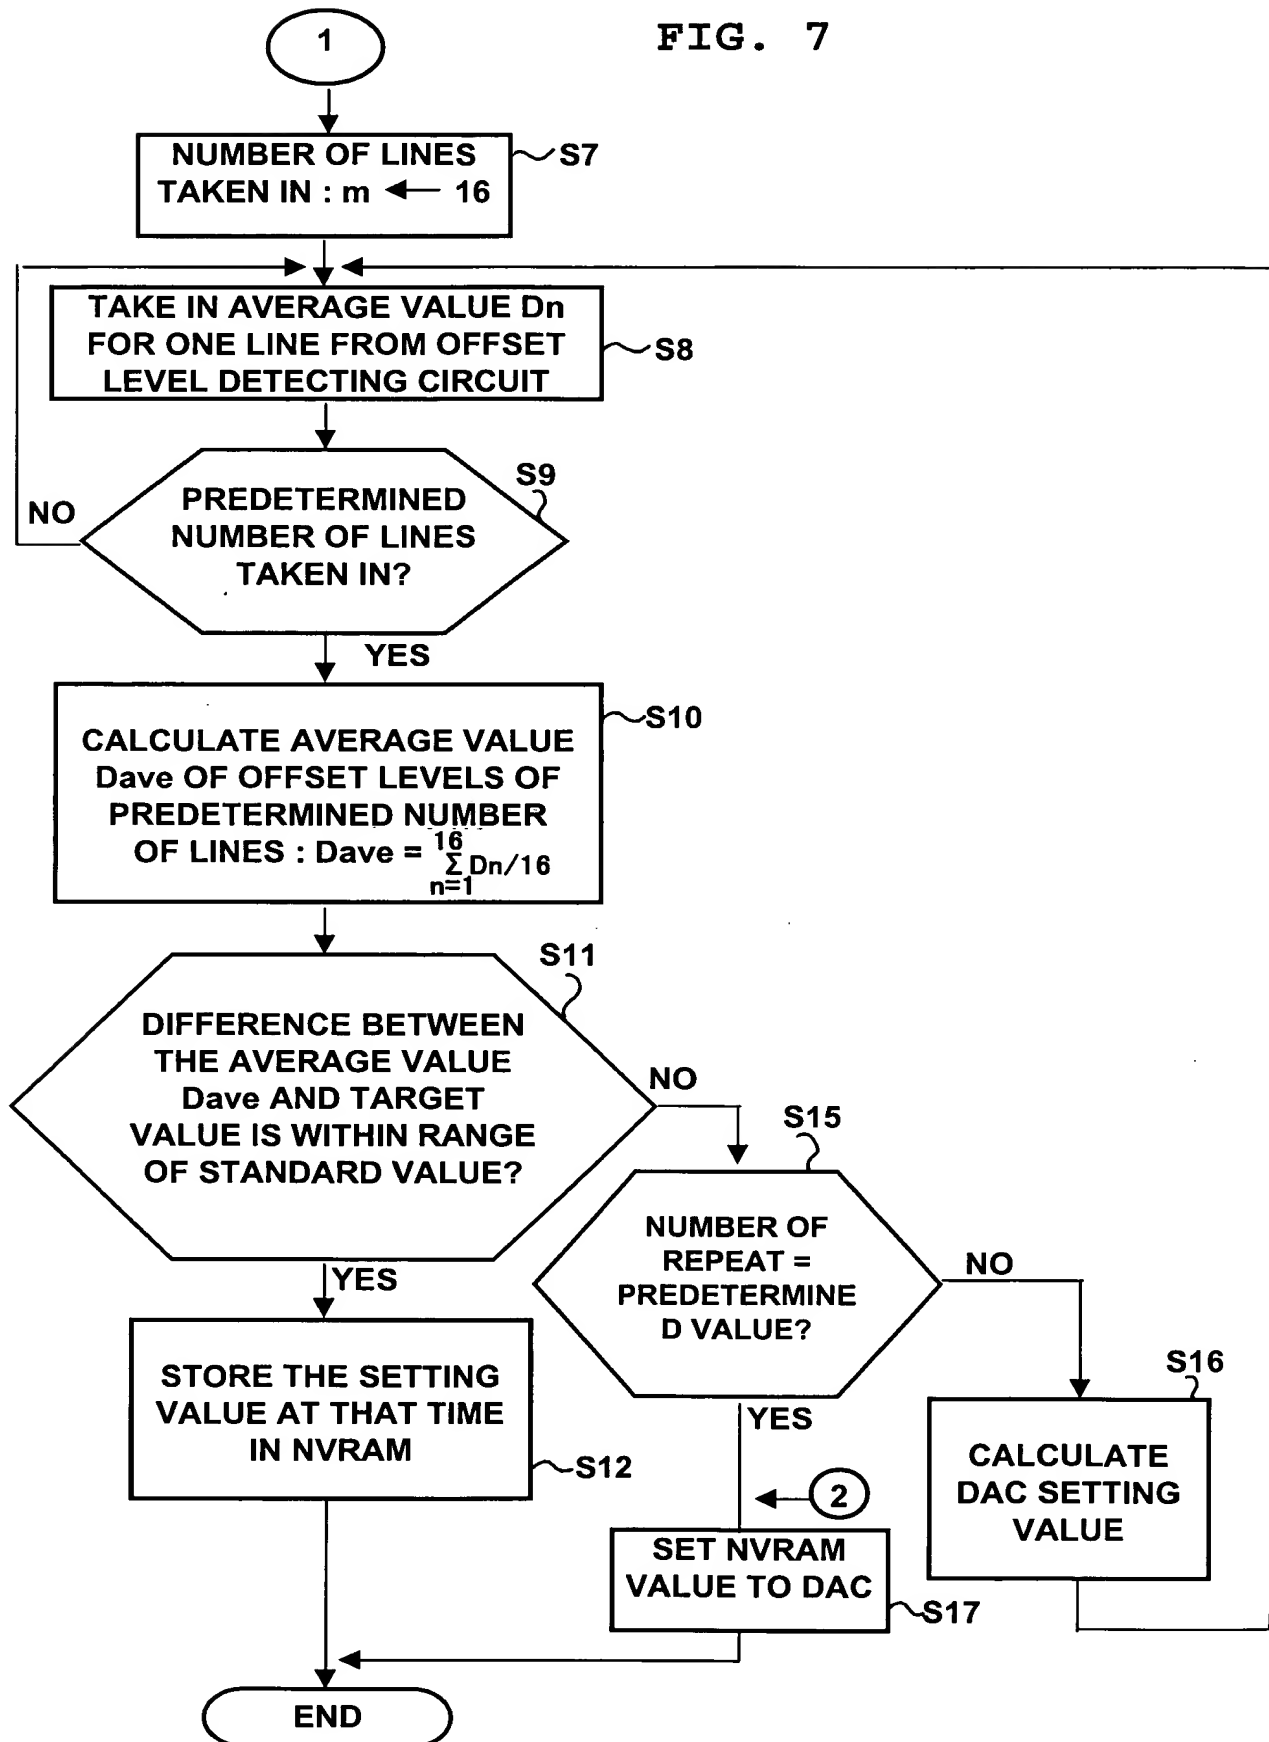 FIG. 7
1
NUMBER OF LINES
TAKEN IN : m ← 16
S7
TAKE IN AVERAGE VALUE Dn
FOR ONE LINE FROM OFFSET
LEVEL DETECTING CIRCUIT
S8
S9
PREDETERMINED
NUMBER OF LINES
TAKEN IN?
NO
YES
S10
CALCULATE AVERAGE VALUE
Dave OF OFFSET LEVELS OF
PREDETERMINED NUMBER
OF LINES : Dave = 16
Σ Dn/16
n=1
S11
DIFFERENCE BETWEEN
THE AVERAGE VALUE
Dave AND TARGET
VALUE IS WITHIN RANGE
OF STANDARD VALUE?
NO
YES
S15
NUMBER OF
REPEAT =
PREDETERMINE
D VALUE?
NO
YES
STORE THE SETTING
VALUE AT THAT TIME
IN NVRAM
S12
S16
CALCULATE
DAC SETTING
VALUE
2
SET NVRAM
VALUE TO DAC
S17
END